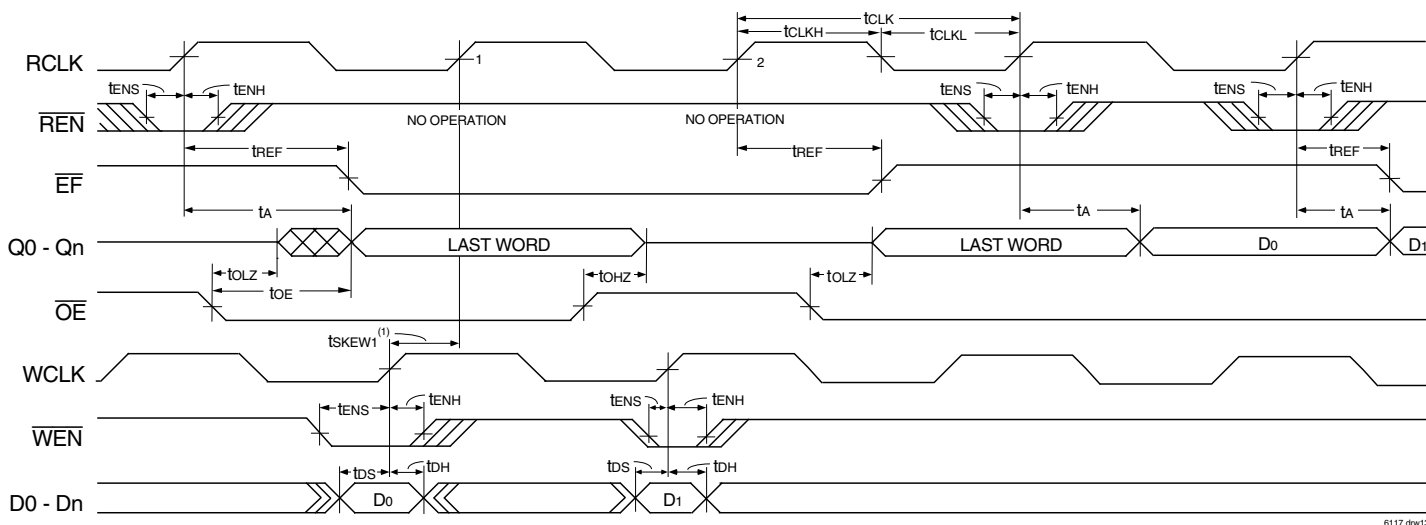 tCLK
tCLKH tCLKL
RCLK 1 2
tENS tENH tENS tENH tENS tENH
REN NO OPERATION NO OPERATION
tREF tREF tREF
EF
tA tA tA
Q0 - Qn LAST WORD LAST WORD D0 D1
tOLZ tOHZ tOLZ
tOE
OE
tSKEW1(1)
WCLK
tENS tENH tENS tENH
WEN
tDS tDH tDS tDH
D0 - Dn D0 D1
6117 drw12